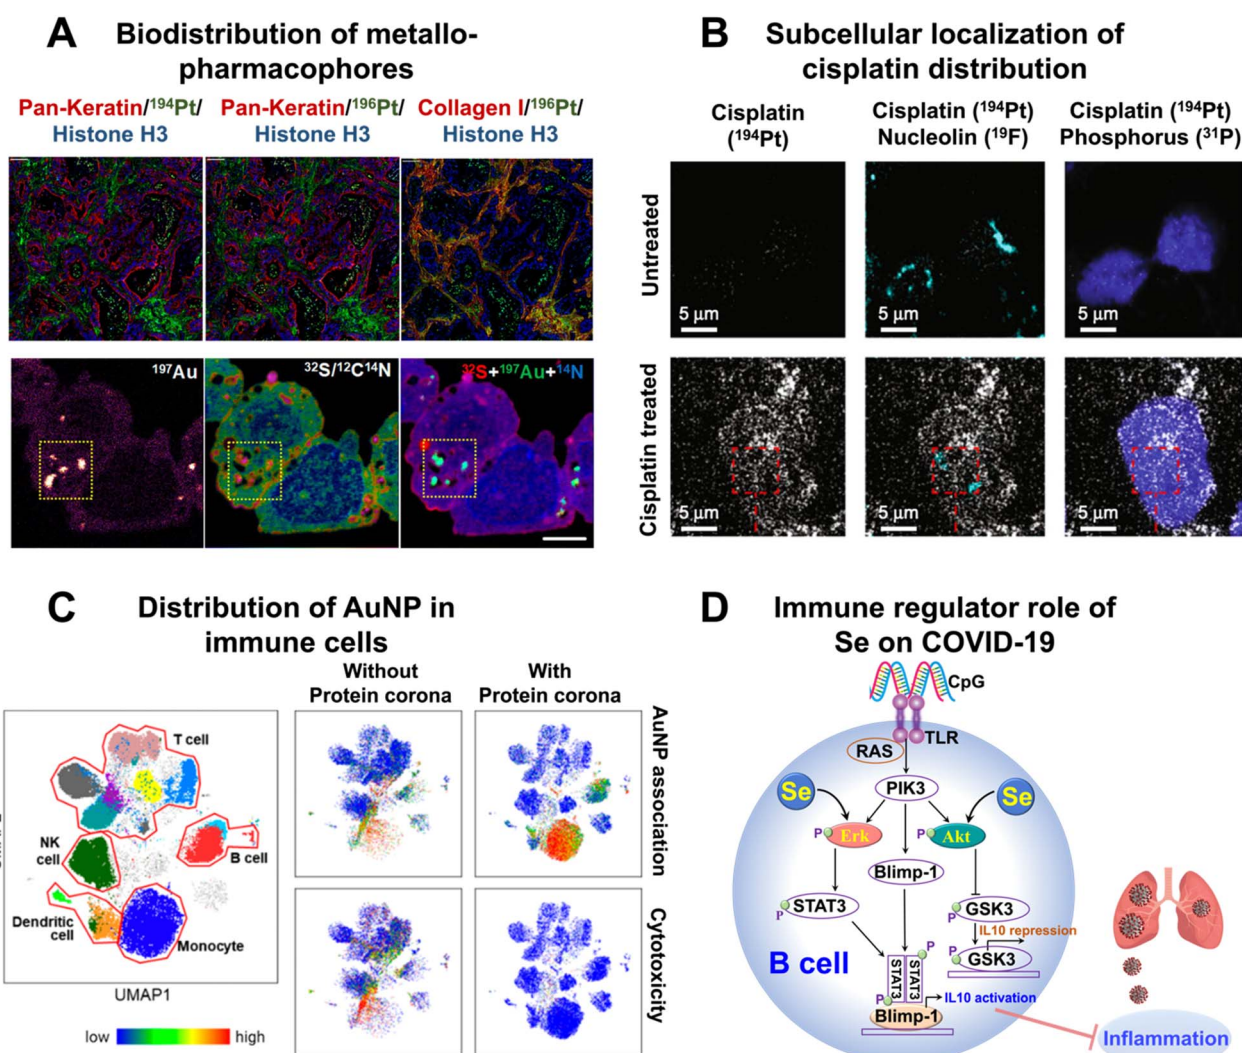 A
Biodistribution of metallo-
pharmacophores
Pan-Keratin/¹⁹⁴Pt/
Histone H3
Pan-Keratin/¹⁹⁶Pt/
Histone H3
Collagen I/¹⁹⁶Pt/
Histone H3
¹⁹⁷Au
³²S/¹²C¹⁴N
³²S+¹⁹⁷Au+¹⁴N
B
Subcellular localization of
cisplatin distribution
Cisplatin
(¹⁹⁴Pt)
Cisplatin (¹⁹⁴Pt)
Nucleolin (¹⁹F)
Cisplatin (¹⁹⁴Pt)
Phosphorus (³¹P)
Untreated
5 μm
5 μm
5 μm
Cisplatin treated
5 μm
5 μm
5 μm
C
Distribution of AuNP in
immune cells
Without
Protein corona
With
Protein corona
T cell
NK
cell
B cell
Dendritic
cell
Monocyte
UMAP1
low
high
AuNP association
Cytotoxicity
D
Immune regulator role of
Se on COVID-19
CpG
TLR
RAS
PIK3
Se
Se
P
Erk
P
Akt
Blimp-1
P
STAT3
P
GSK3
IL10 repression
P
GSK3
B cell
STAT3
STAT3
P
P
IL10 activation
Blimp-1
Inflammation